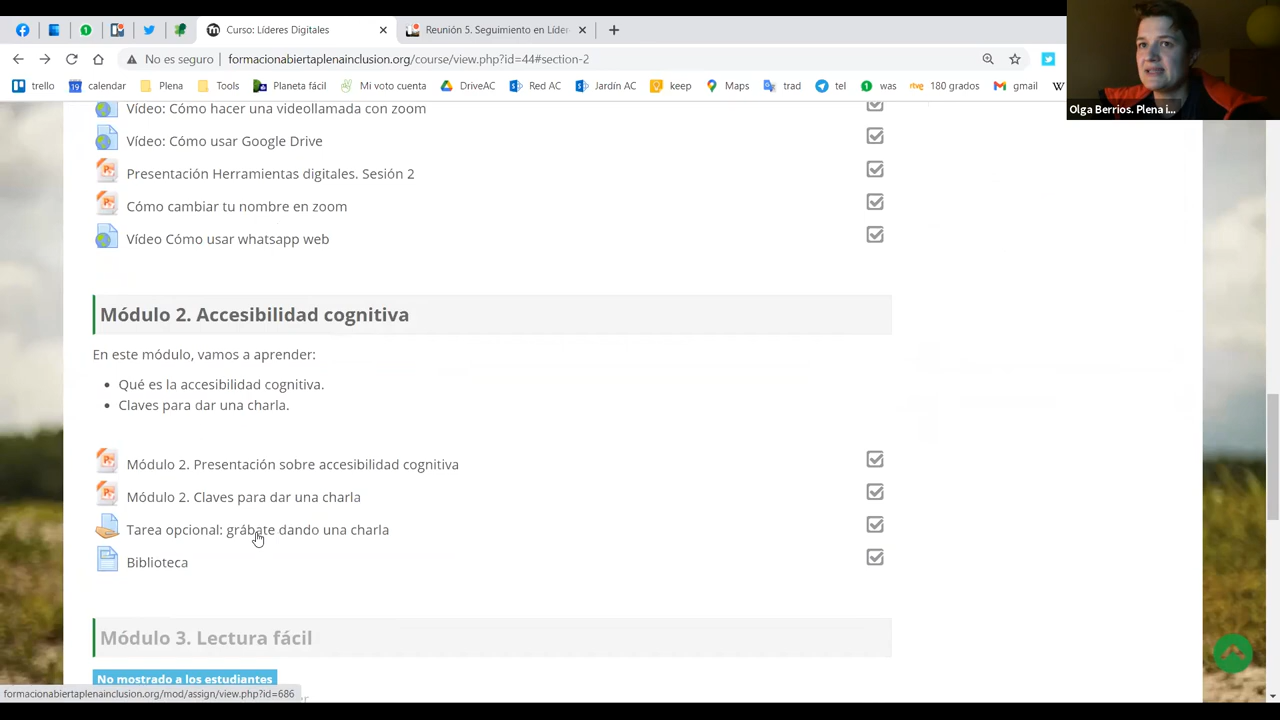 Curso: Líderes Digitales
Reunión 5. Seguimiento en Líder
No es seguro
formacionabiertaplenainclusion.org/course/view.php?id=44#section-2
trello
calendar
Plena
Tools
Planeta fácil
Mi voto cuenta
DriveAC
Red AC
Jardín AC
keep
Maps
trad
tel
was
180 grados
gmail
Olga Berrios. Plena i...
Vídeo: Cómo hacer una videollamada con zoom
Vídeo: Cómo usar Google Drive
Presentación Herramientas digitales. Sesión 2
Cómo cambiar tu nombre en zoom
Vídeo Cómo usar whatsapp web
Módulo 2. Accesibilidad cognitiva
En este módulo, vamos a aprender:
Qué es la accesibilidad cognitiva.
Claves para dar una charla.
Módulo 2. Presentación sobre accesibilidad cognitiva
Módulo 2. Claves para dar una charla
Tarea opcional: grábate dando una charla
Biblioteca
Módulo 3. Lectura fácil
No mostrado a los estudiantes
formacionabiertaplenainclusion.org/mod/assign/view.php?id=686